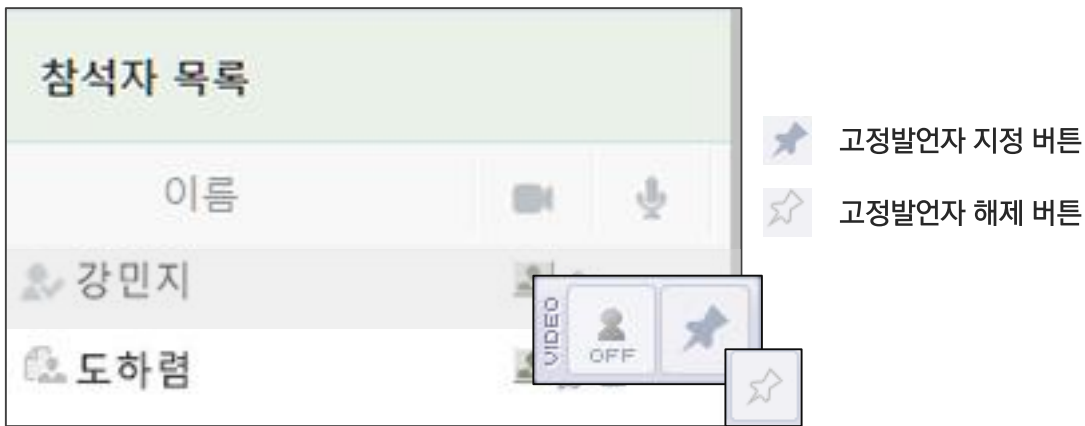 참석자 목록
이름
강민지
도하렴
VIDEO
OFF
고정발언자 지정 버튼
고정발언자 해제 버튼